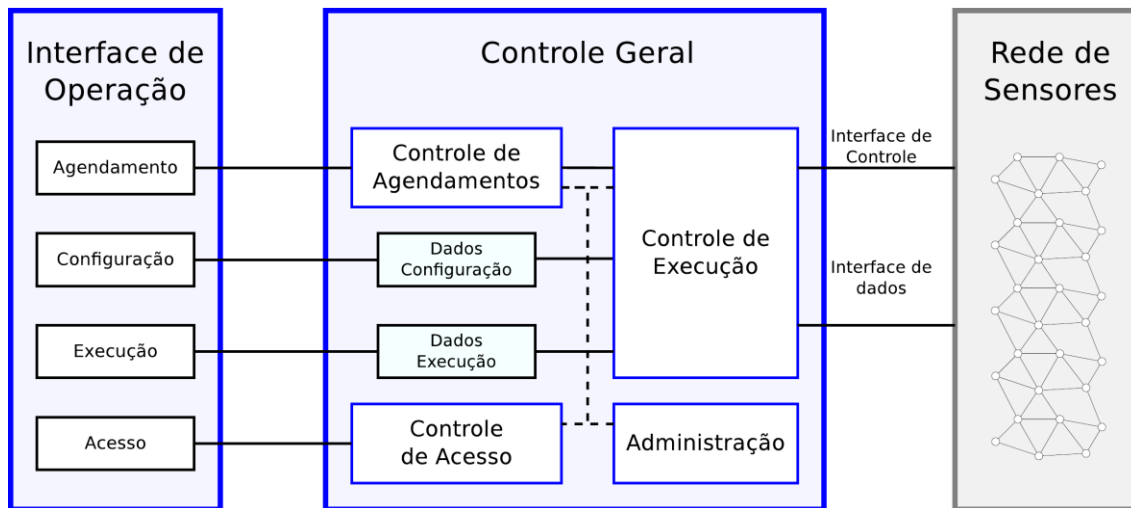 Interface de
Operação
Agendamento
Configuração
Execução
Acesso
Controle Geral
Controle de
Agendamentos
Dados
Configuração
Dados
Execução
Controle
de Acesso
Controle de
Execução
Administração
Interface de
Controle
Interface de
dados
Rede de
Sensores